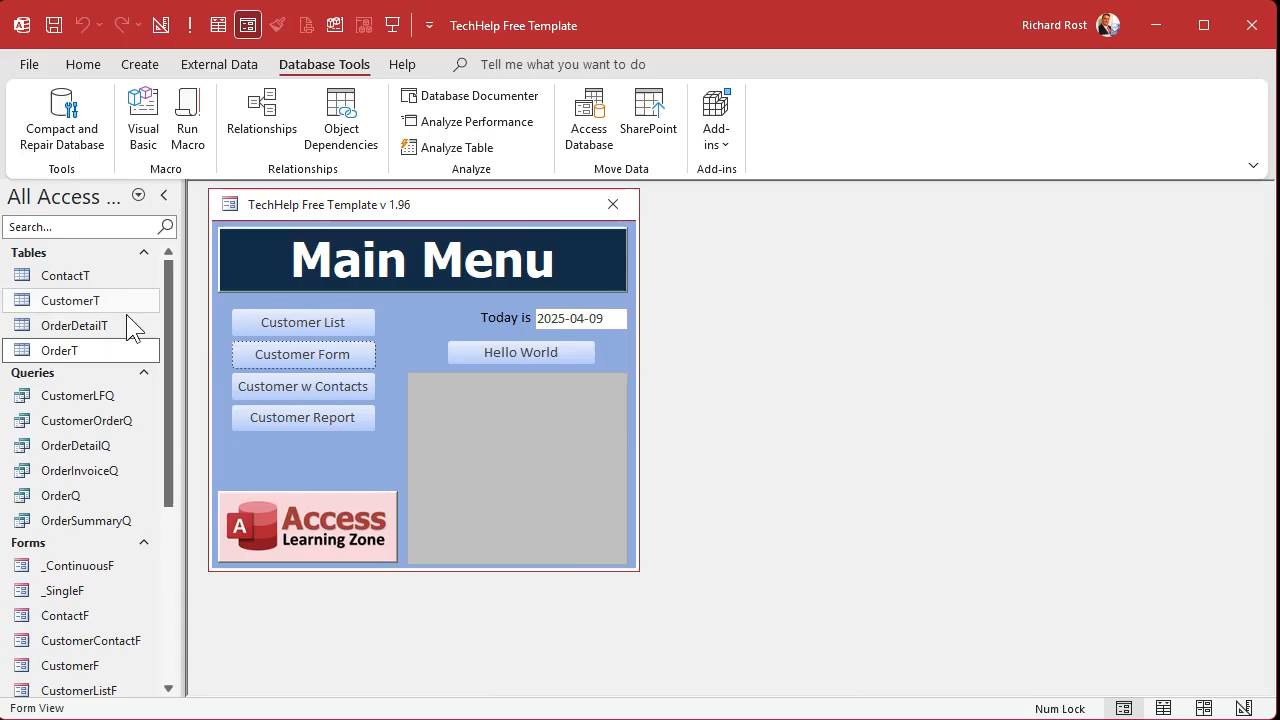 TechHelp Free Template
Richard Rost
File Home Create External Data Database Tools Help Tell me what you want to do
Compact and
Repair Database
Tools
Visual
Basic
Run
Macro
Macro
Relationships
Object
Dependencies
Relationships
Database Documenter
Analyze Performance
Analyze Table
Analyze
Access
Database
SharePoint
Move Data
Add-
ins
Add-ins
All Access ...
Search...
Tables
ContactT
CustomerT
OrderDetailT
OrderT
Queries
CustomerLFQ
CustomerOrderQ
OrderDetailQ
OrderInvoiceQ
OrderQ
OrderSummaryQ
Forms
_ContinuousF
_SingleF
ContactF
CustomerContactF
CustomerF
CustomerListF
TechHelp Free Template v 1.96
Main Menu
Customer List
Customer Form
Customer w Contacts
Customer Report
Today is 2025-04-09
Hello World
A
Access
Learning Zone
Form View
Num Lock